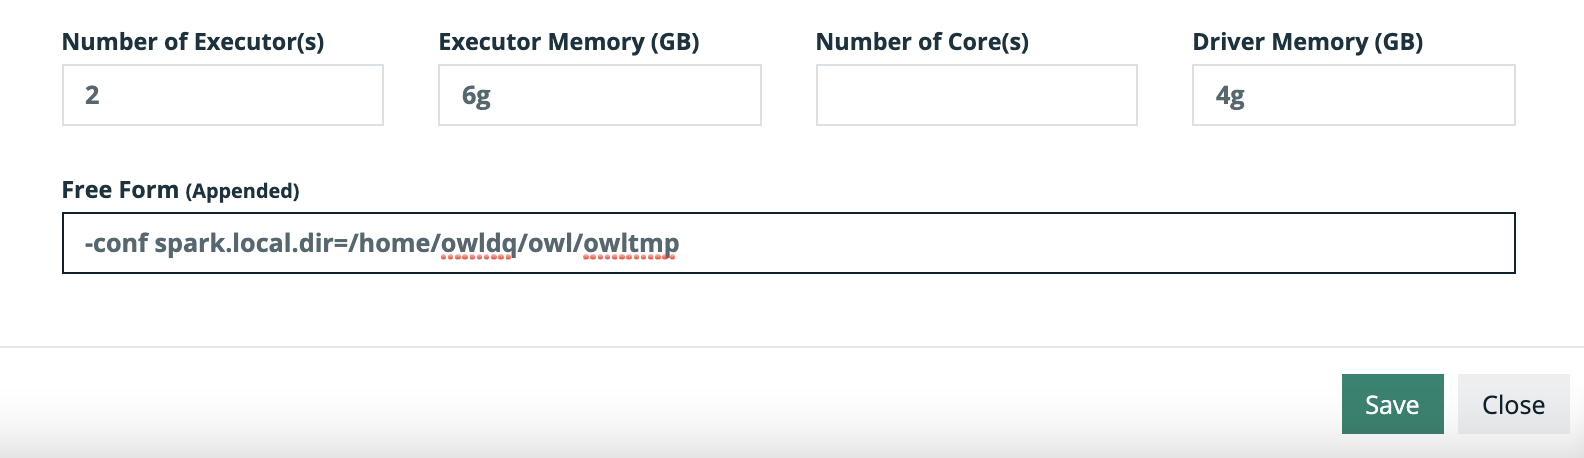 Number of Executor(s) Executor Memory (GB) Number of Core(s) Driver Memory (GB)
2 6g 4g
Free Form (Appended)
-conf spark.local.dir=/home/owldq/owl/owltmp
Save Close